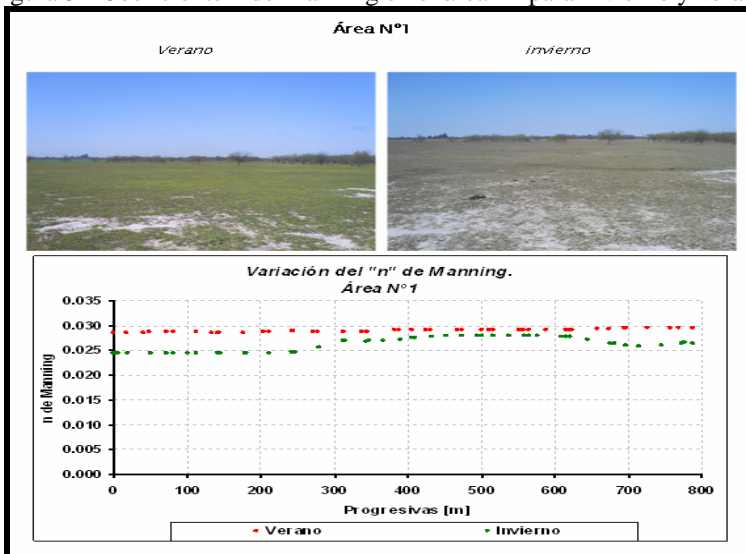 Área Nº1
Verano
invierno
Variación del "n" de Manning.
Área Nº1
n de Manning
0.035
0.030
0.025
0.020
0.015
0.010
0.005
0.000
0 100 200 300 400 500 600 700 800
Progresivas [m]
Verano Invierno